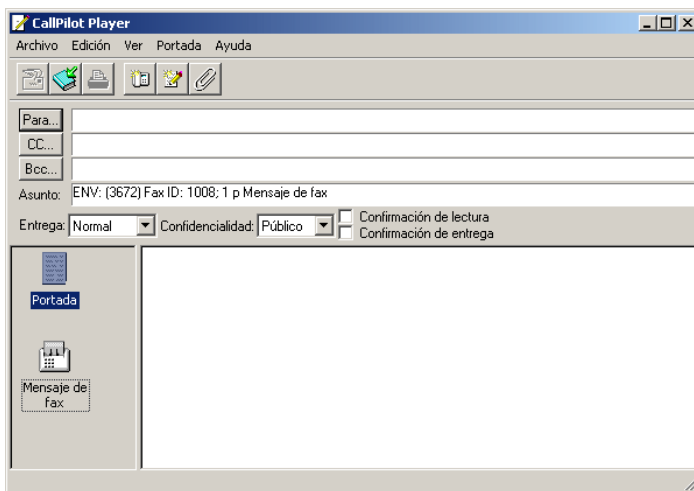 CallPilot Player
Archivo Edición Ver Portada Ayuda
Para...
CC...
Bcc...
Asunto: ENV: (3672) Fax ID: 1008; 1 p Mensaje de fax
Entrega: Normal Confidencialidad: Público Confirmación de lectura
Confirmación de entrega
Portada
Mensaje de
fax